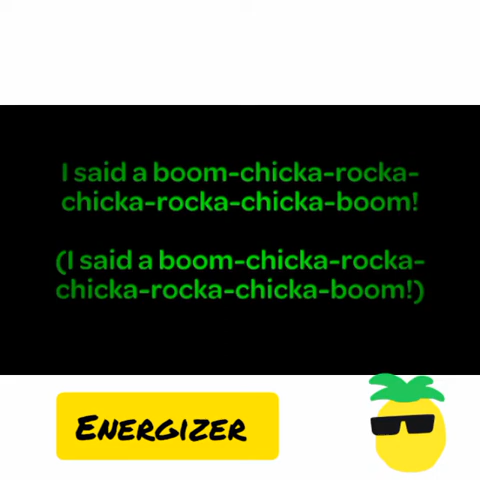 I said a boom-chicka-rocka-
chicka-rocka-chicka-boom!
(I said a boom-chicka-rocka-
chicka-rocka-chicka-boom!)
ENERGIZER